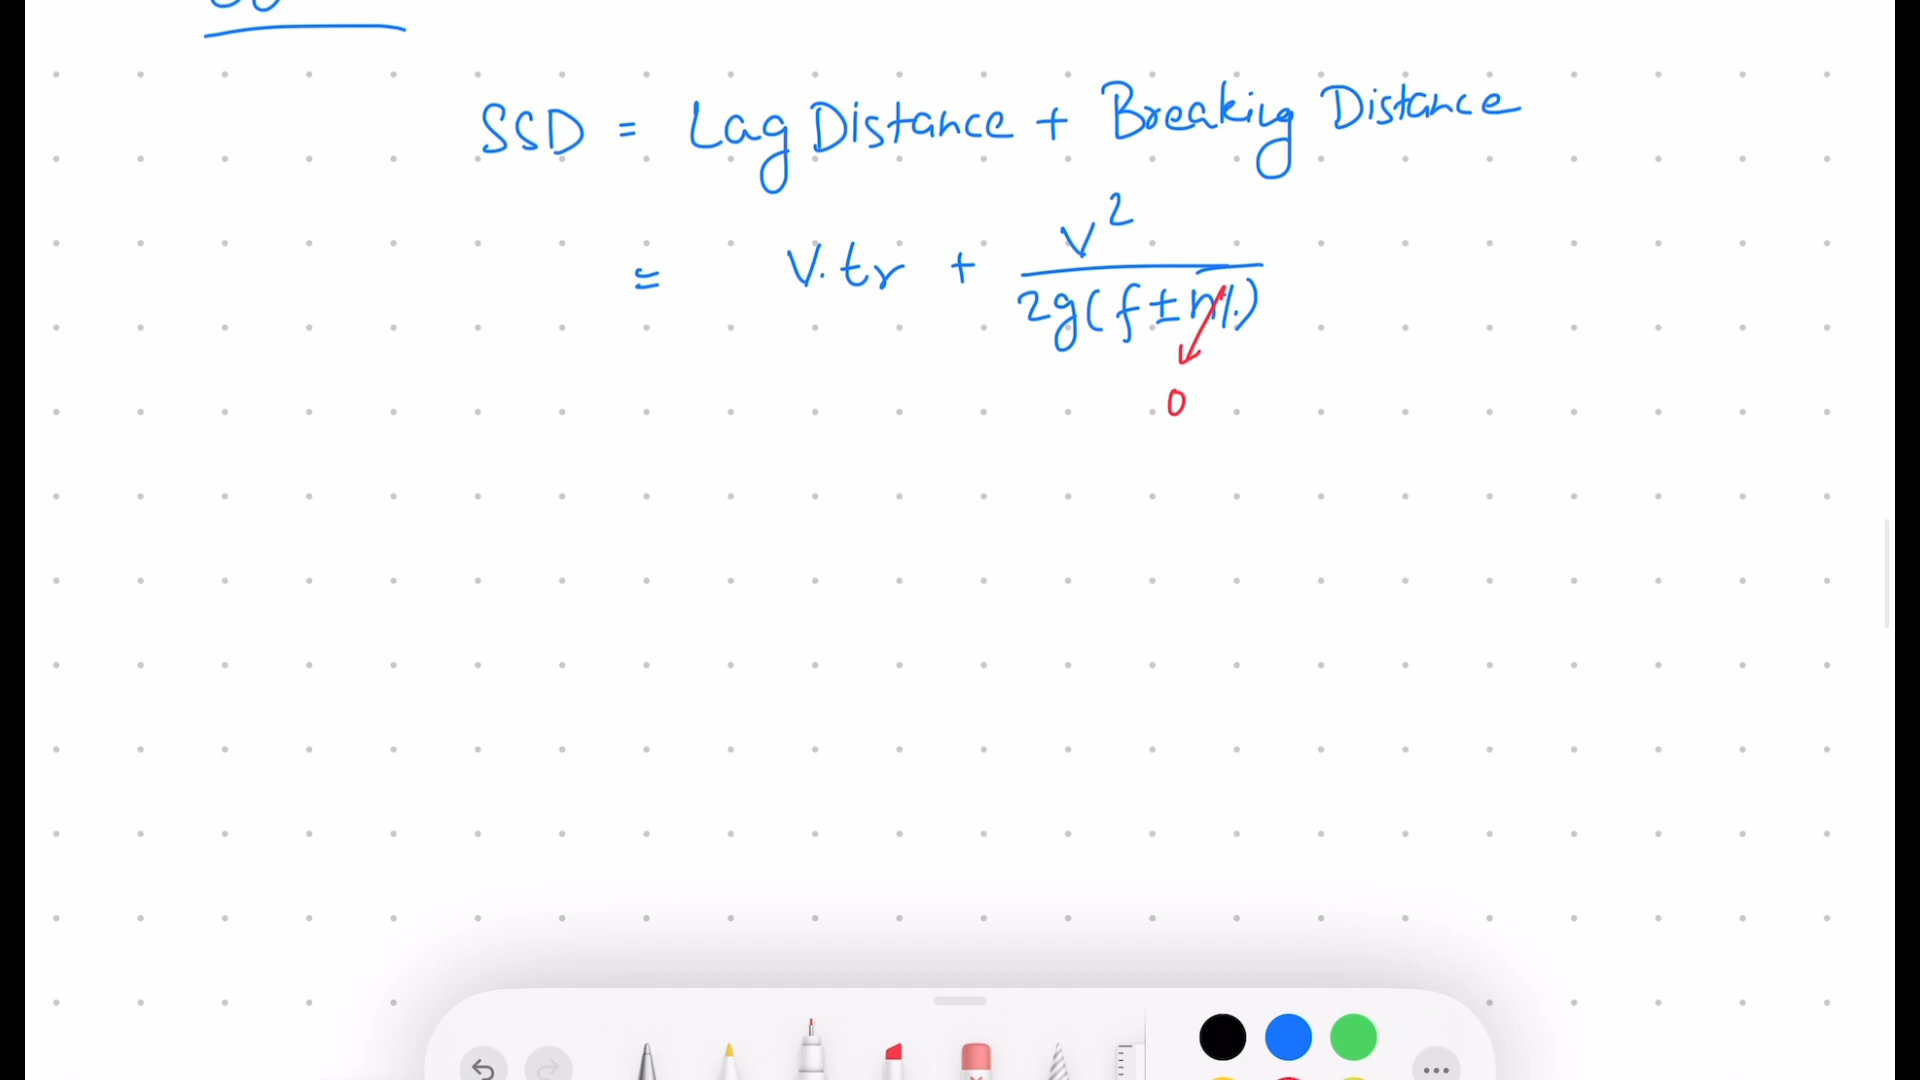 SSD = Lag Distance + Breaking Distance
= V.tr + V²/2g(f±n%)
0